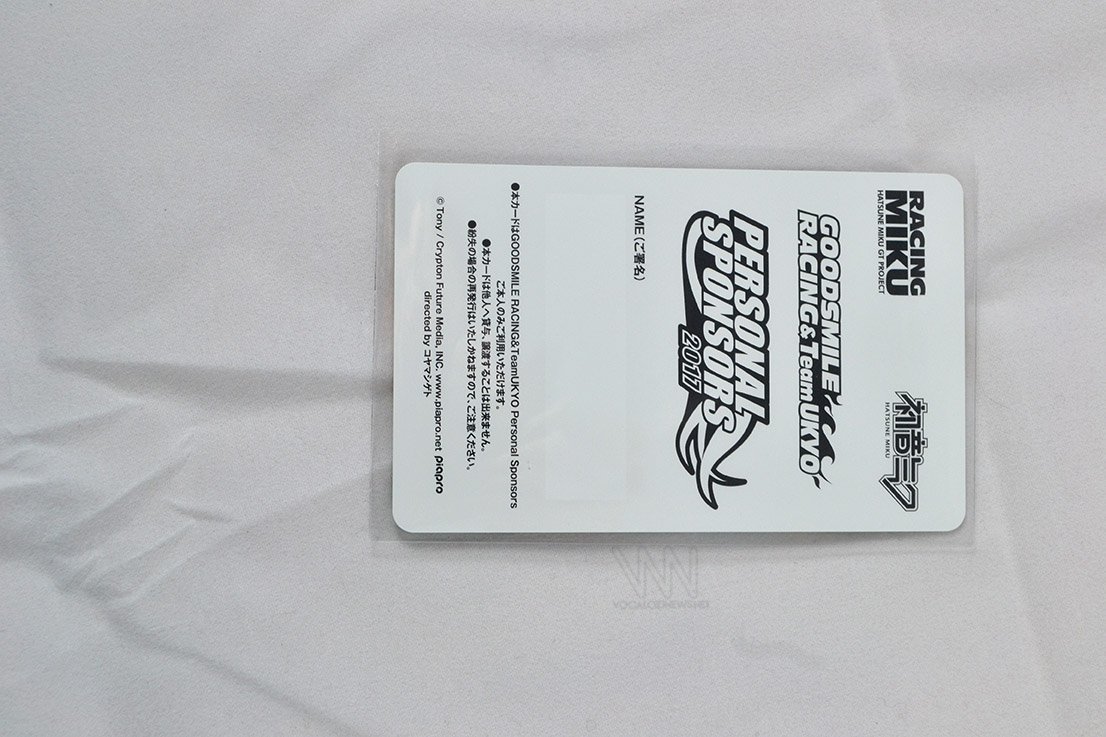 RACING
MIKU
HATSUNE MIKU GT PROJECT
初音ミク
HATSUNE MIKU
GOODSMILE
RACING&TeamUKYO
PERSONAL
SPONSORS
2017
NAME(ご署名)
●本カードはGOODSMILE RACING&TeamUKYO Personal Sponsors
ご本人のみご利用いただけます。
●本カードは他人へ貸与、譲渡することは出来ません。
●紛失の場合の再発行はいたしかねますので、ご注意ください。
© Tony / Crypton Future Media, INC. www.piapro.net piapro
directed by コヤマシゲト
VNN
VOCALOIDNEWSNET